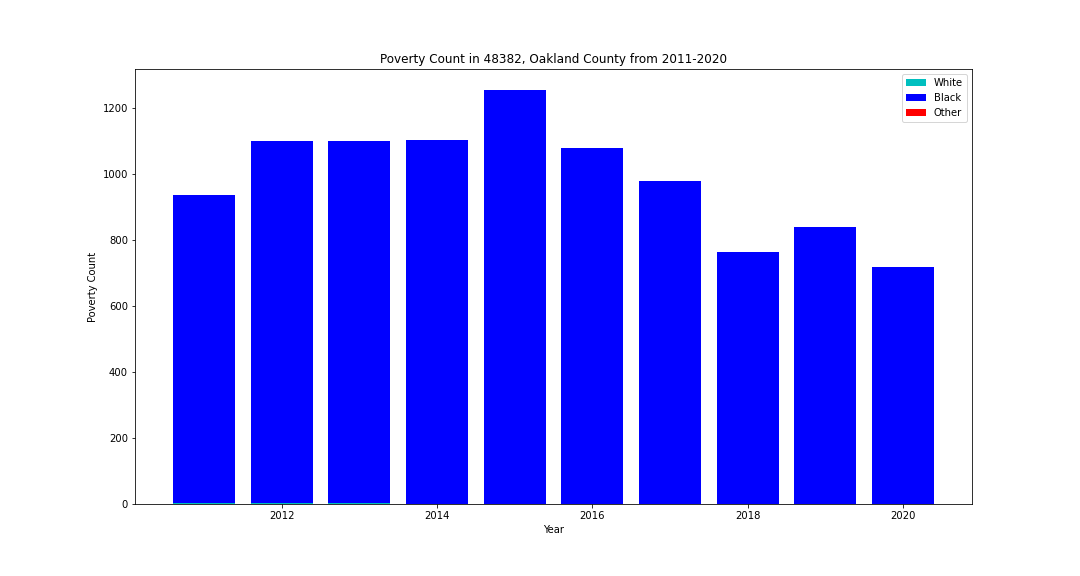 Poverty Count in 48382, Oakland County from 2011-2020
White
Black
Other
1200
1000
800
600
400
200
0
Poverty Count
2012
2014
2016
2018
2020
Year